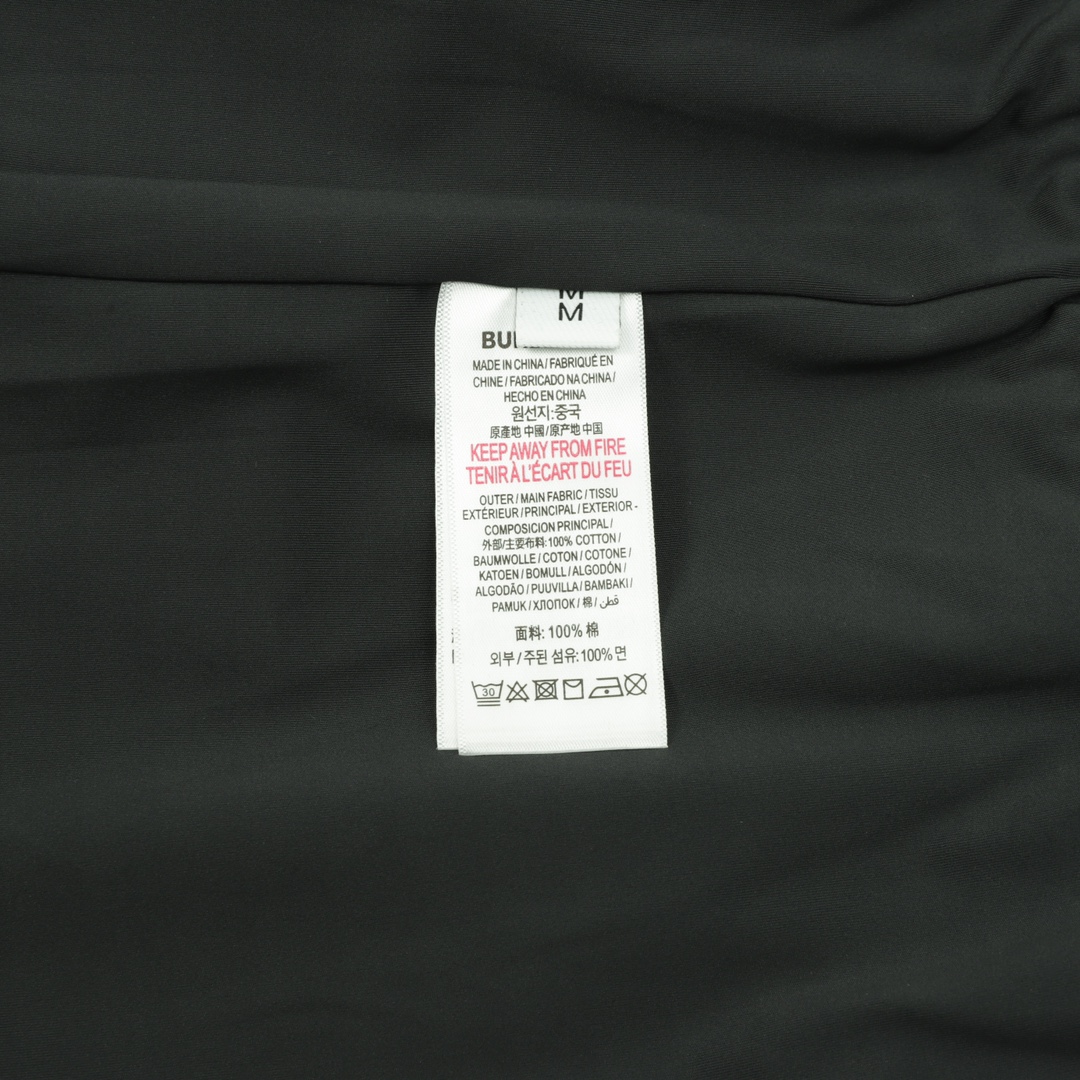 M
M
BU
MADE IN CHINA / FABRIQUÉ EN
CHINE / FABRICADO NA CHINA /
HECHO EN CHINA
원선지:중국
原產地 中國/原产地 中国
KEEP AWAY FROM FIRE
TENIR À L'ÉCART DU FEU
OUTER / MAIN FABRIC / TISSU
EXTÉRIEUR / PRINCIPAL / EXTERIOR -
COMPOSICION PRINCIPAL /
外部/主要布料:100% COTTON /
BAUMWOLLE / COTON / COTONE /
KATOEN / BOMULL / ALGODÓN /
ALGODÃO / PUUVILLA / BAMBAKI /
PAMUK / ХЛОПОК / 棉 / قطن
面料: 100% 棉
외부 / 주된 섬유: 100% 면
30